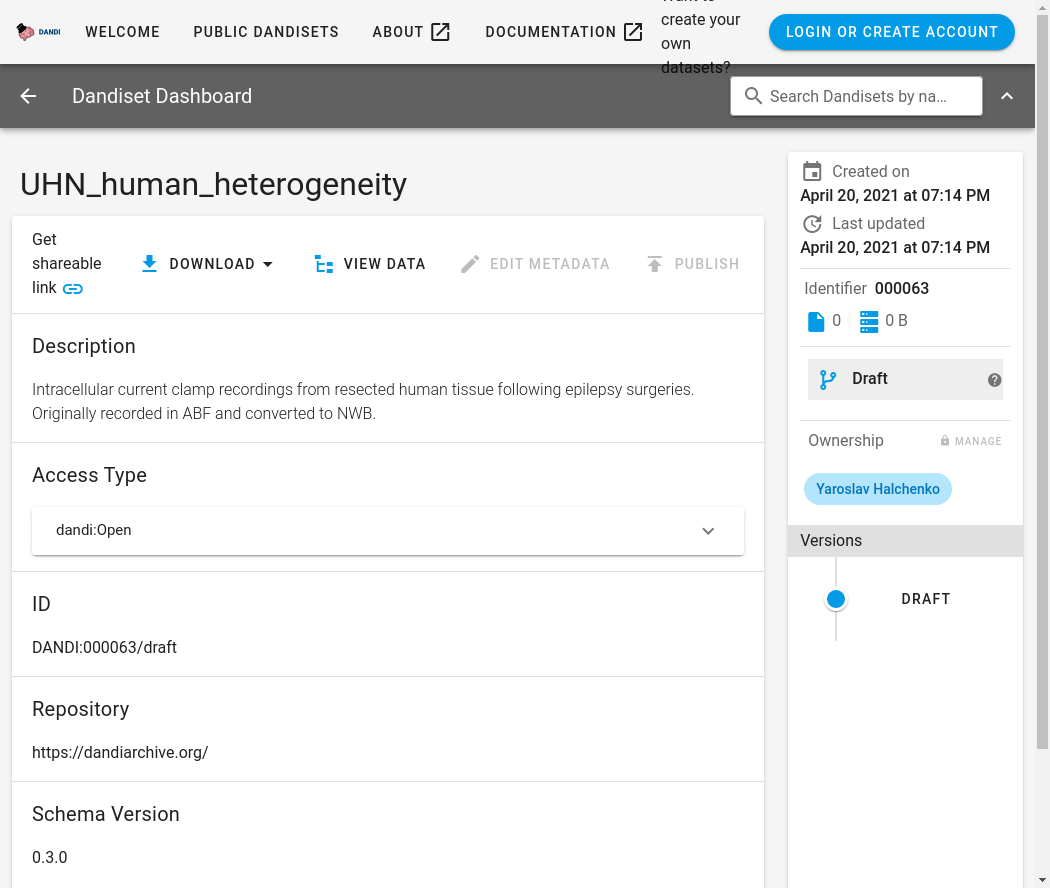 DANDI
WELCOME
PUBLIC DANDISETS
ABOUT
DOCUMENTATION
create your
own
datasets?
LOGIN OR CREATE ACCOUNT
Dandiset Dashboard
Search Dandisets by na…
UHN_human_heterogeneity
Get
shareable
link
DOWNLOAD
VIEW DATA
EDIT METADATA
PUBLISH
Description
Intracellular current clamp recordings from resected human tissue following epilepsy surgeries.
Originally recorded in ABF and converted to NWB.
Access Type
dandi:Open
ID
DANDI:000063/draft
Repository
https://dandiarchive.org/
Schema Version
0.3.0
Created on
April 20, 2021 at 07:14 PM
Last updated
April 20, 2021 at 07:14 PM
Identifier 000063
0
0 B
Draft
?
Ownership
MANAGE
Yaroslav Halchenko
Versions
DRAFT